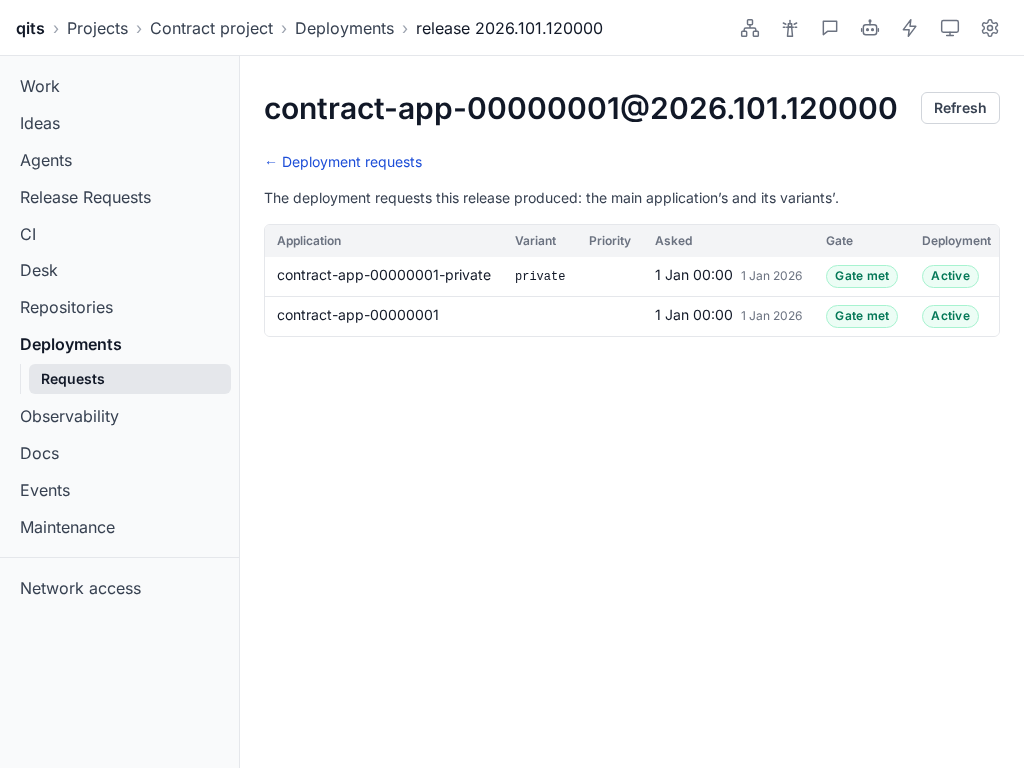 qits › Projects › Contract project › Deployments › release 2026.101.120000
Work
Ideas
Agents
Release Requests
CI
Desk
Repositories
Deployments
Requests
Observability
Docs
Events
Maintenance
Network access
contract-app-00000001@2026.101.120000
Refresh
← Deployment requests
The deployment requests this release produced: the main application’s and its variants’.
Application Variant Priority Asked Gate Deployment
contract-app-00000001-private private 1 Jan 00:00 1 Jan 2026 Gate met Active
contract-app-00000001 1 Jan 00:00 1 Jan 2026 Gate met Active